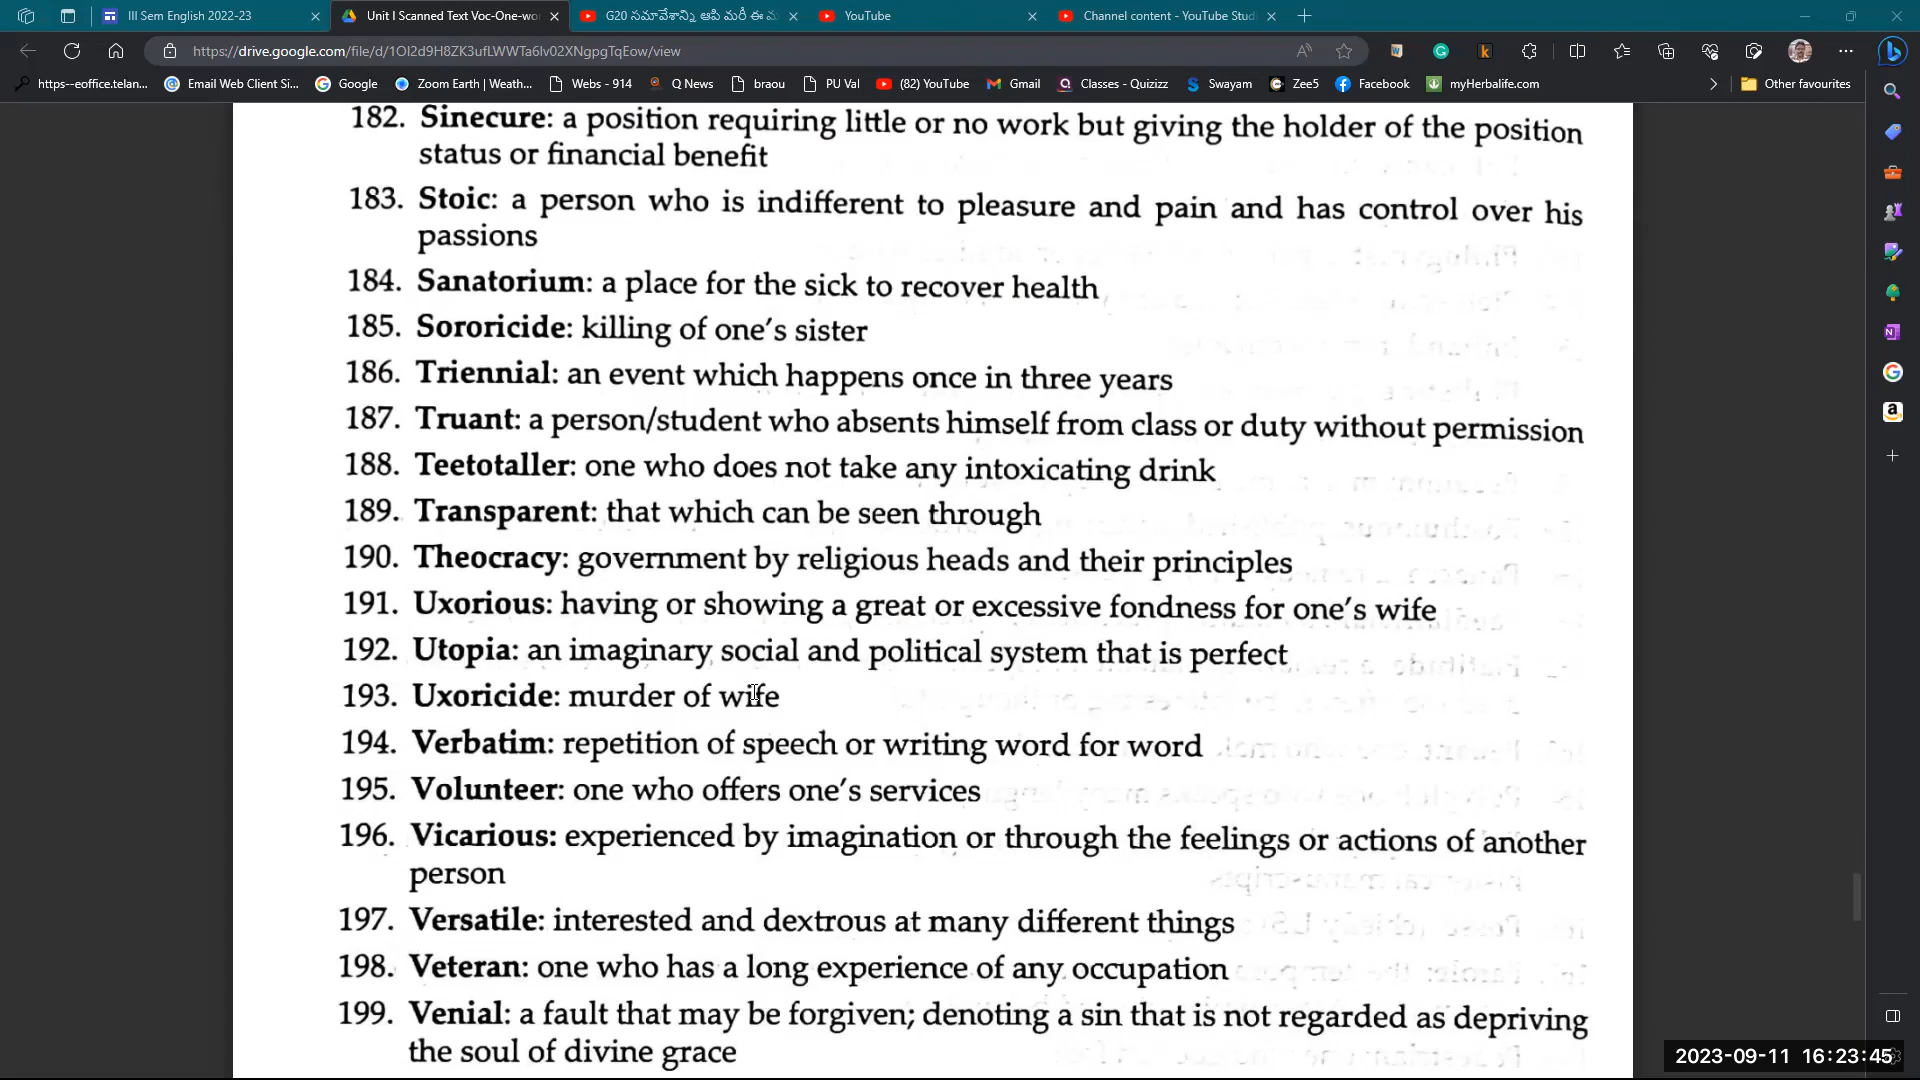 III Sem English 2022-23
Unit I Scanned Text Voc-One-wo
G20 సమావేశాన్ని ఆపి మరీ ఈ మ
YouTube
Channel content - YouTube Stud
https://drive.google.com/file/d/1OI2d9H8ZK3ufLWWTa6lv02XNgpgTqEow/view
https--eoffice.telan...
Email Web Client Si...
Google
Zoom Earth | Weath...
Webs - 914
Q News
braou
PU Val
(82) YouTube
Gmail
Classes - Quizizz
Swayam
Zee5
Facebook
myHerbalife.com
Other favourites
182. Sinecure: a position requiring little or no work but giving the holder of the position
status or financial benefit
183. Stoic: a person who is indifferent to pleasure and pain and has control over his
passions
184. Sanatorium: a place for the sick to recover health
185. Sororicide: killing of one's sister
186. Triennial: an event which happens once in three years
187. Truant: a person/student who absents himself from class or duty without permission
188. Teetotaller: one who does not take any intoxicating drink
189. Transparent: that which can be seen through
190. Theocracy: government by religious heads and their principles
191. Uxorious: having or showing a great or excessive fondness for one's wife
192. Utopia: an imaginary social and political system that is perfect
193. Uxoricide: murder of wife
194. Verbatim: repetition of speech or writing word for word
195. Volunteer: one who offers one's services
196. Vicarious: experienced by imagination or through the feelings or actions of another
person
197. Versatile: interested and dextrous at many different things
198. Veteran: one who has a long experience of any occupation
199. Venial: a fault that may be forgiven; denoting a sin that is not regarded as depriving
the soul of divine grace
2023-09-11 16:23:45